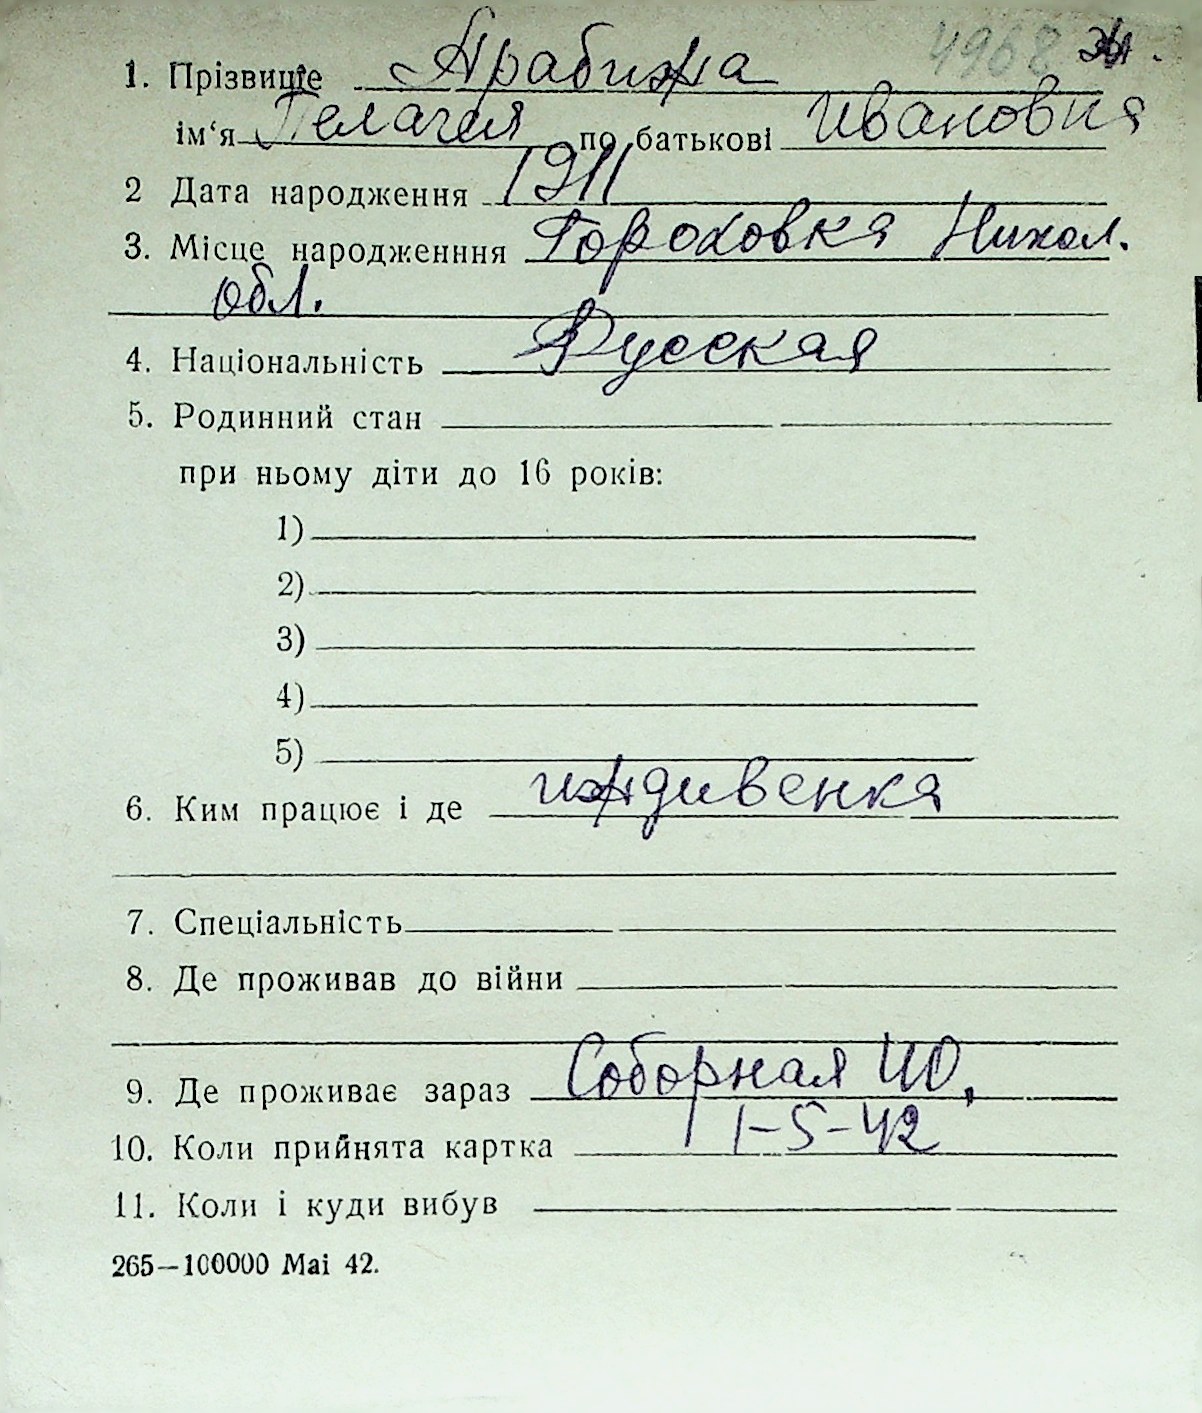 4968
1. Прізвище Арабижа
ім‘я Пелагея по батькові Ивановна
2 Дата народження 1911
3. Місце народженння Гороховка Никол.
обл.
4. Національність Русская
5. Родинний стан
при ньому діти до 16 років:
1)
2)
3)
4)
5)
6. Ким працює і де иждивенка
7. Спеціальність
8. Де проживав до війни
9. Де проживає зараз Соборная
10. Коли прийнята картка 1-5-42
11. Коли і куди вибув
265—100000 Mai 42.